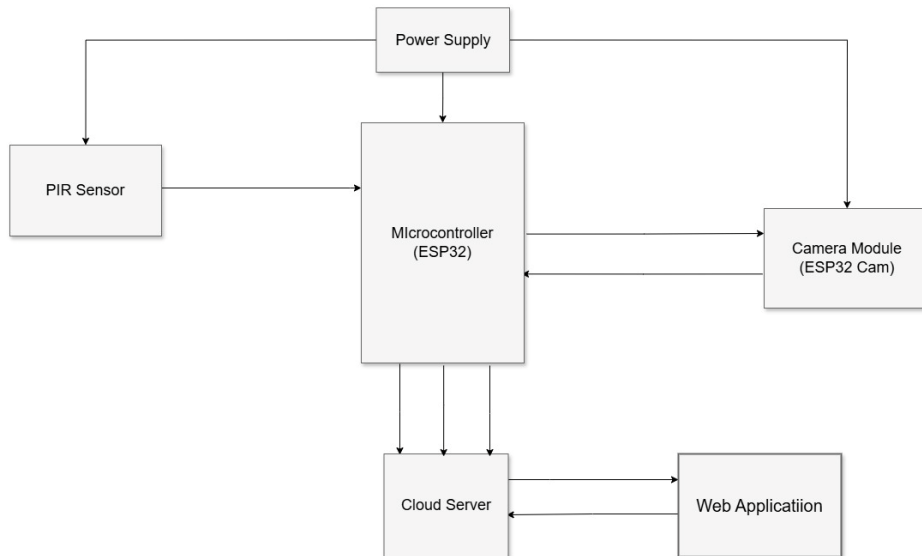 Power Supply
PIR Sensor
MIcrocontroller
(ESP32)
Camera Module
(ESP32 Cam)
Cloud Server
Web Applicatiion